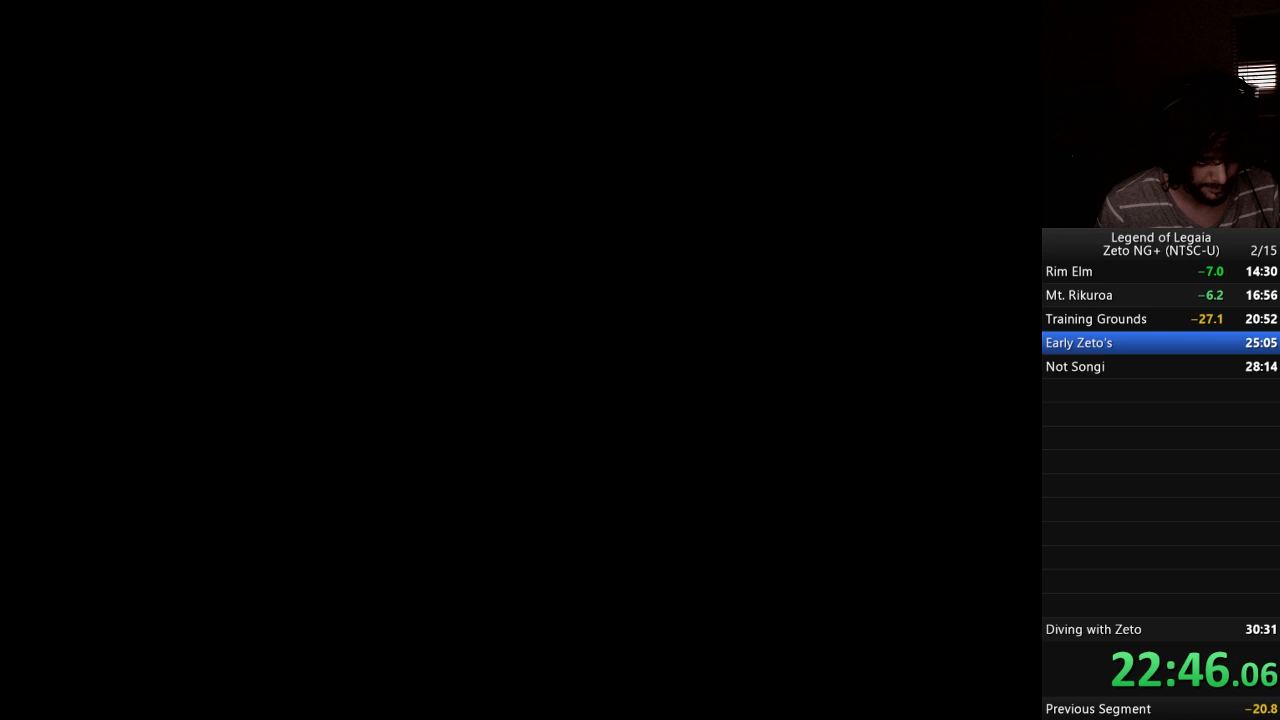 Legend of Legaia
Zeto NG+ (NTSC-U) 2/15
Rim Elm −7.0 14:30
Mt. Rikuroa −6.2 16:56
Training Grounds −27.1 20:52
Early Zeto's 25:05
Not Songi 28:14
Diving with Zeto 30:31
22:46.06
Previous Segment −20.8